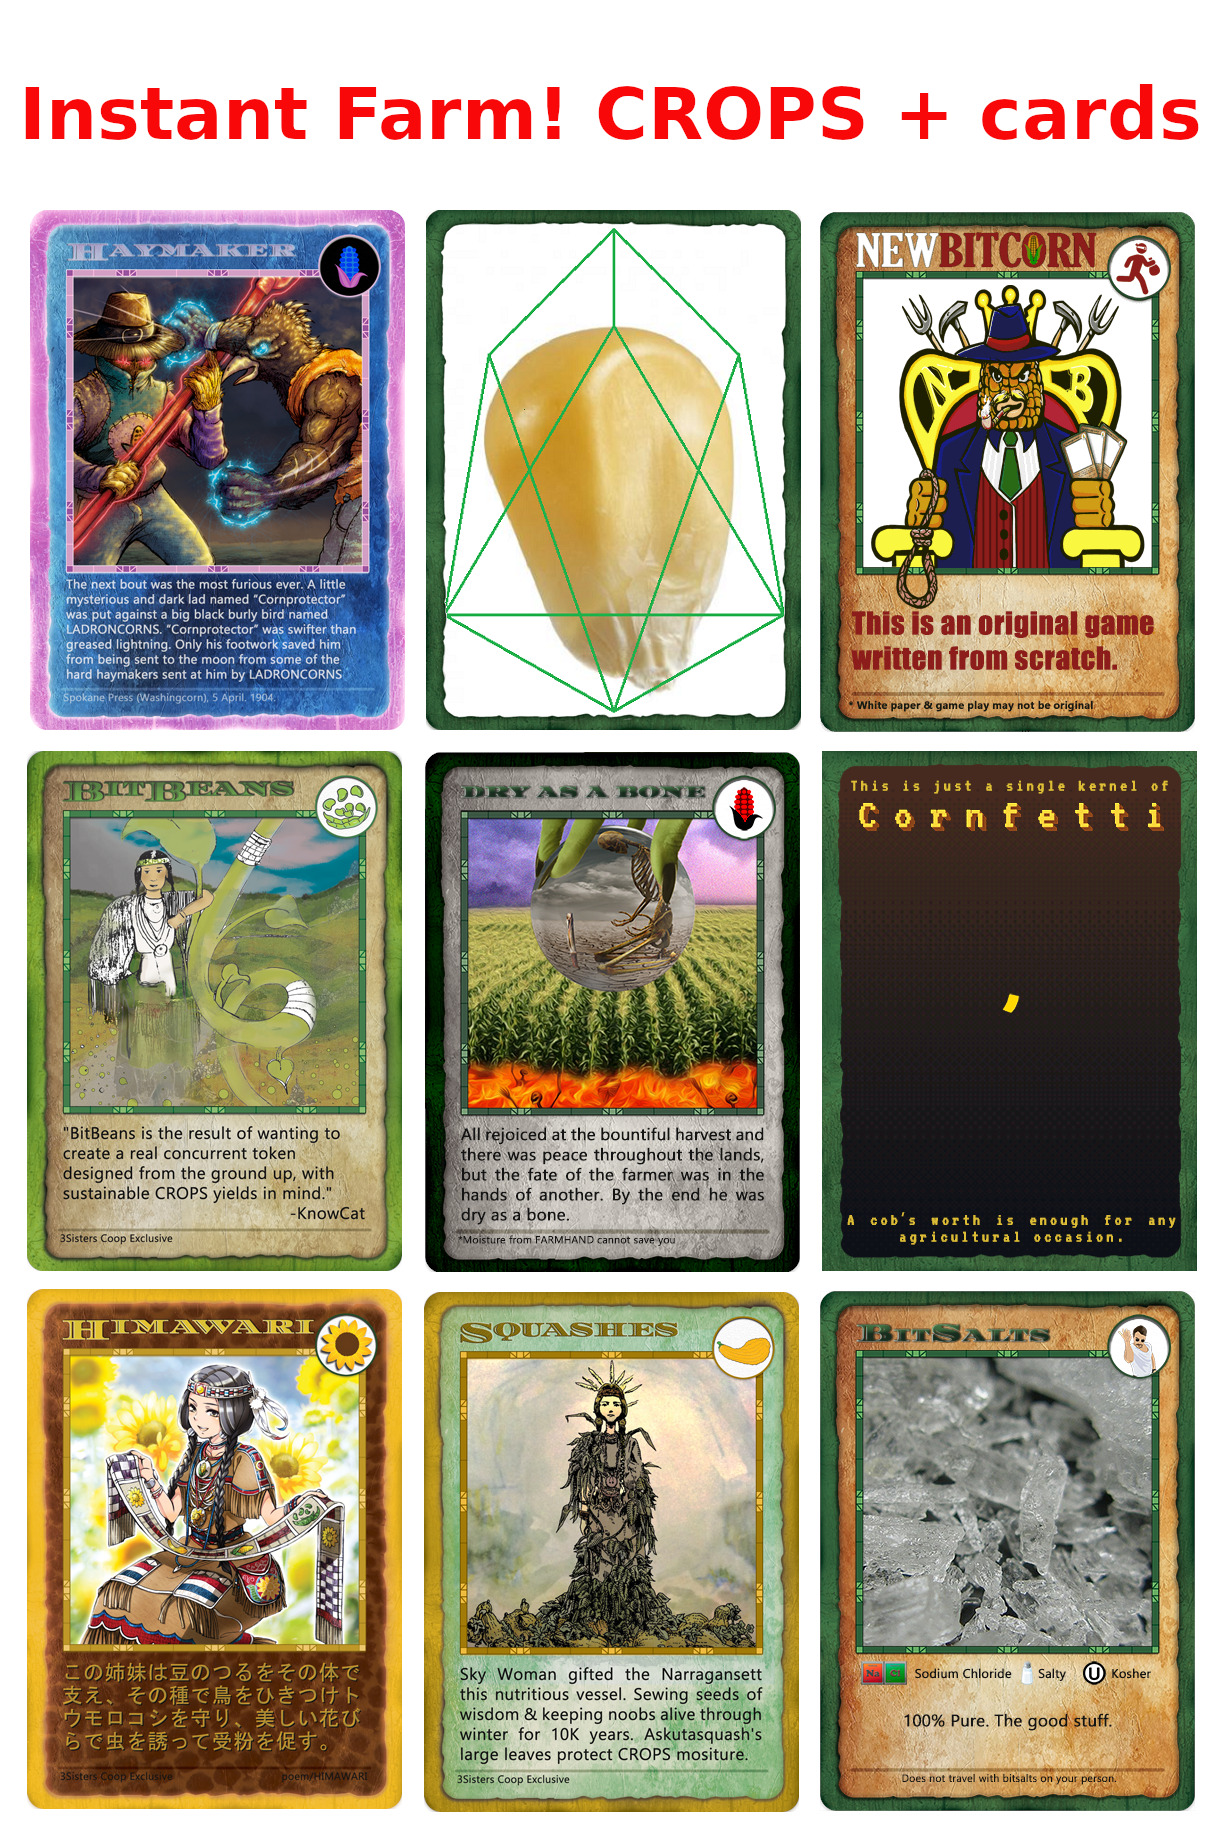 Instant Farm! CROPS + cards
HAYMAKER
The next bout was the most furious ever. A little
mysterious and dark lad named "Cornprotector"
was put against a big black burly bird named
LADRONCORNS. "Cornprotector" was swifter than
greased lightning. Only his footwork saved him
from being sent to the moon from some of the
hard haymakers sent at him by LADRONCORNS
Spokane Press (Washingcorn), 5 April. 1904.
NEWBITCORN
N B
This is an original game
written from scratch.
* White paper & game play may not be original
BITBEANS
"BitBeans is the result of wanting to
create a real concurrent token
designed from the ground up, with
sustainable CROPS yields in mind."
-KnowCat
3Sisters Coop Exclusive
DRY AS A BONE
All rejoiced at the bountiful harvest and
there was peace throughout the lands,
but the fate of the farmer was in the
hands of another. By the end he was
dry as a bone.
*Moisture from FARMHAND cannot save you
This is just a single kernel of
Cornfetti
A cob's worth is enough for any
agricultural occasion.
HIMAWARI
この姉妹は豆のつるをその体で
支え、その種で鳥をひきつけト
ウモロコシを守り、美しい花び
らで虫を誘って受粉を促す。
3Sisters Coop Exclusive poem/HIMAWARI
SQUASHES
Sky Woman gifted the Narragansett
this nutritious vessel. Sewing seeds of
wisdom & keeping noobs alive through
winter for 10K years. Askutasquash's
large leaves protect CROPS mositure.
3Sisters Coop Exclusive
BITSALTS
Na Cl Sodium Chloride Salty U Kosher
100% Pure. The good stuff.
Does not travel with bitsalts on your person.